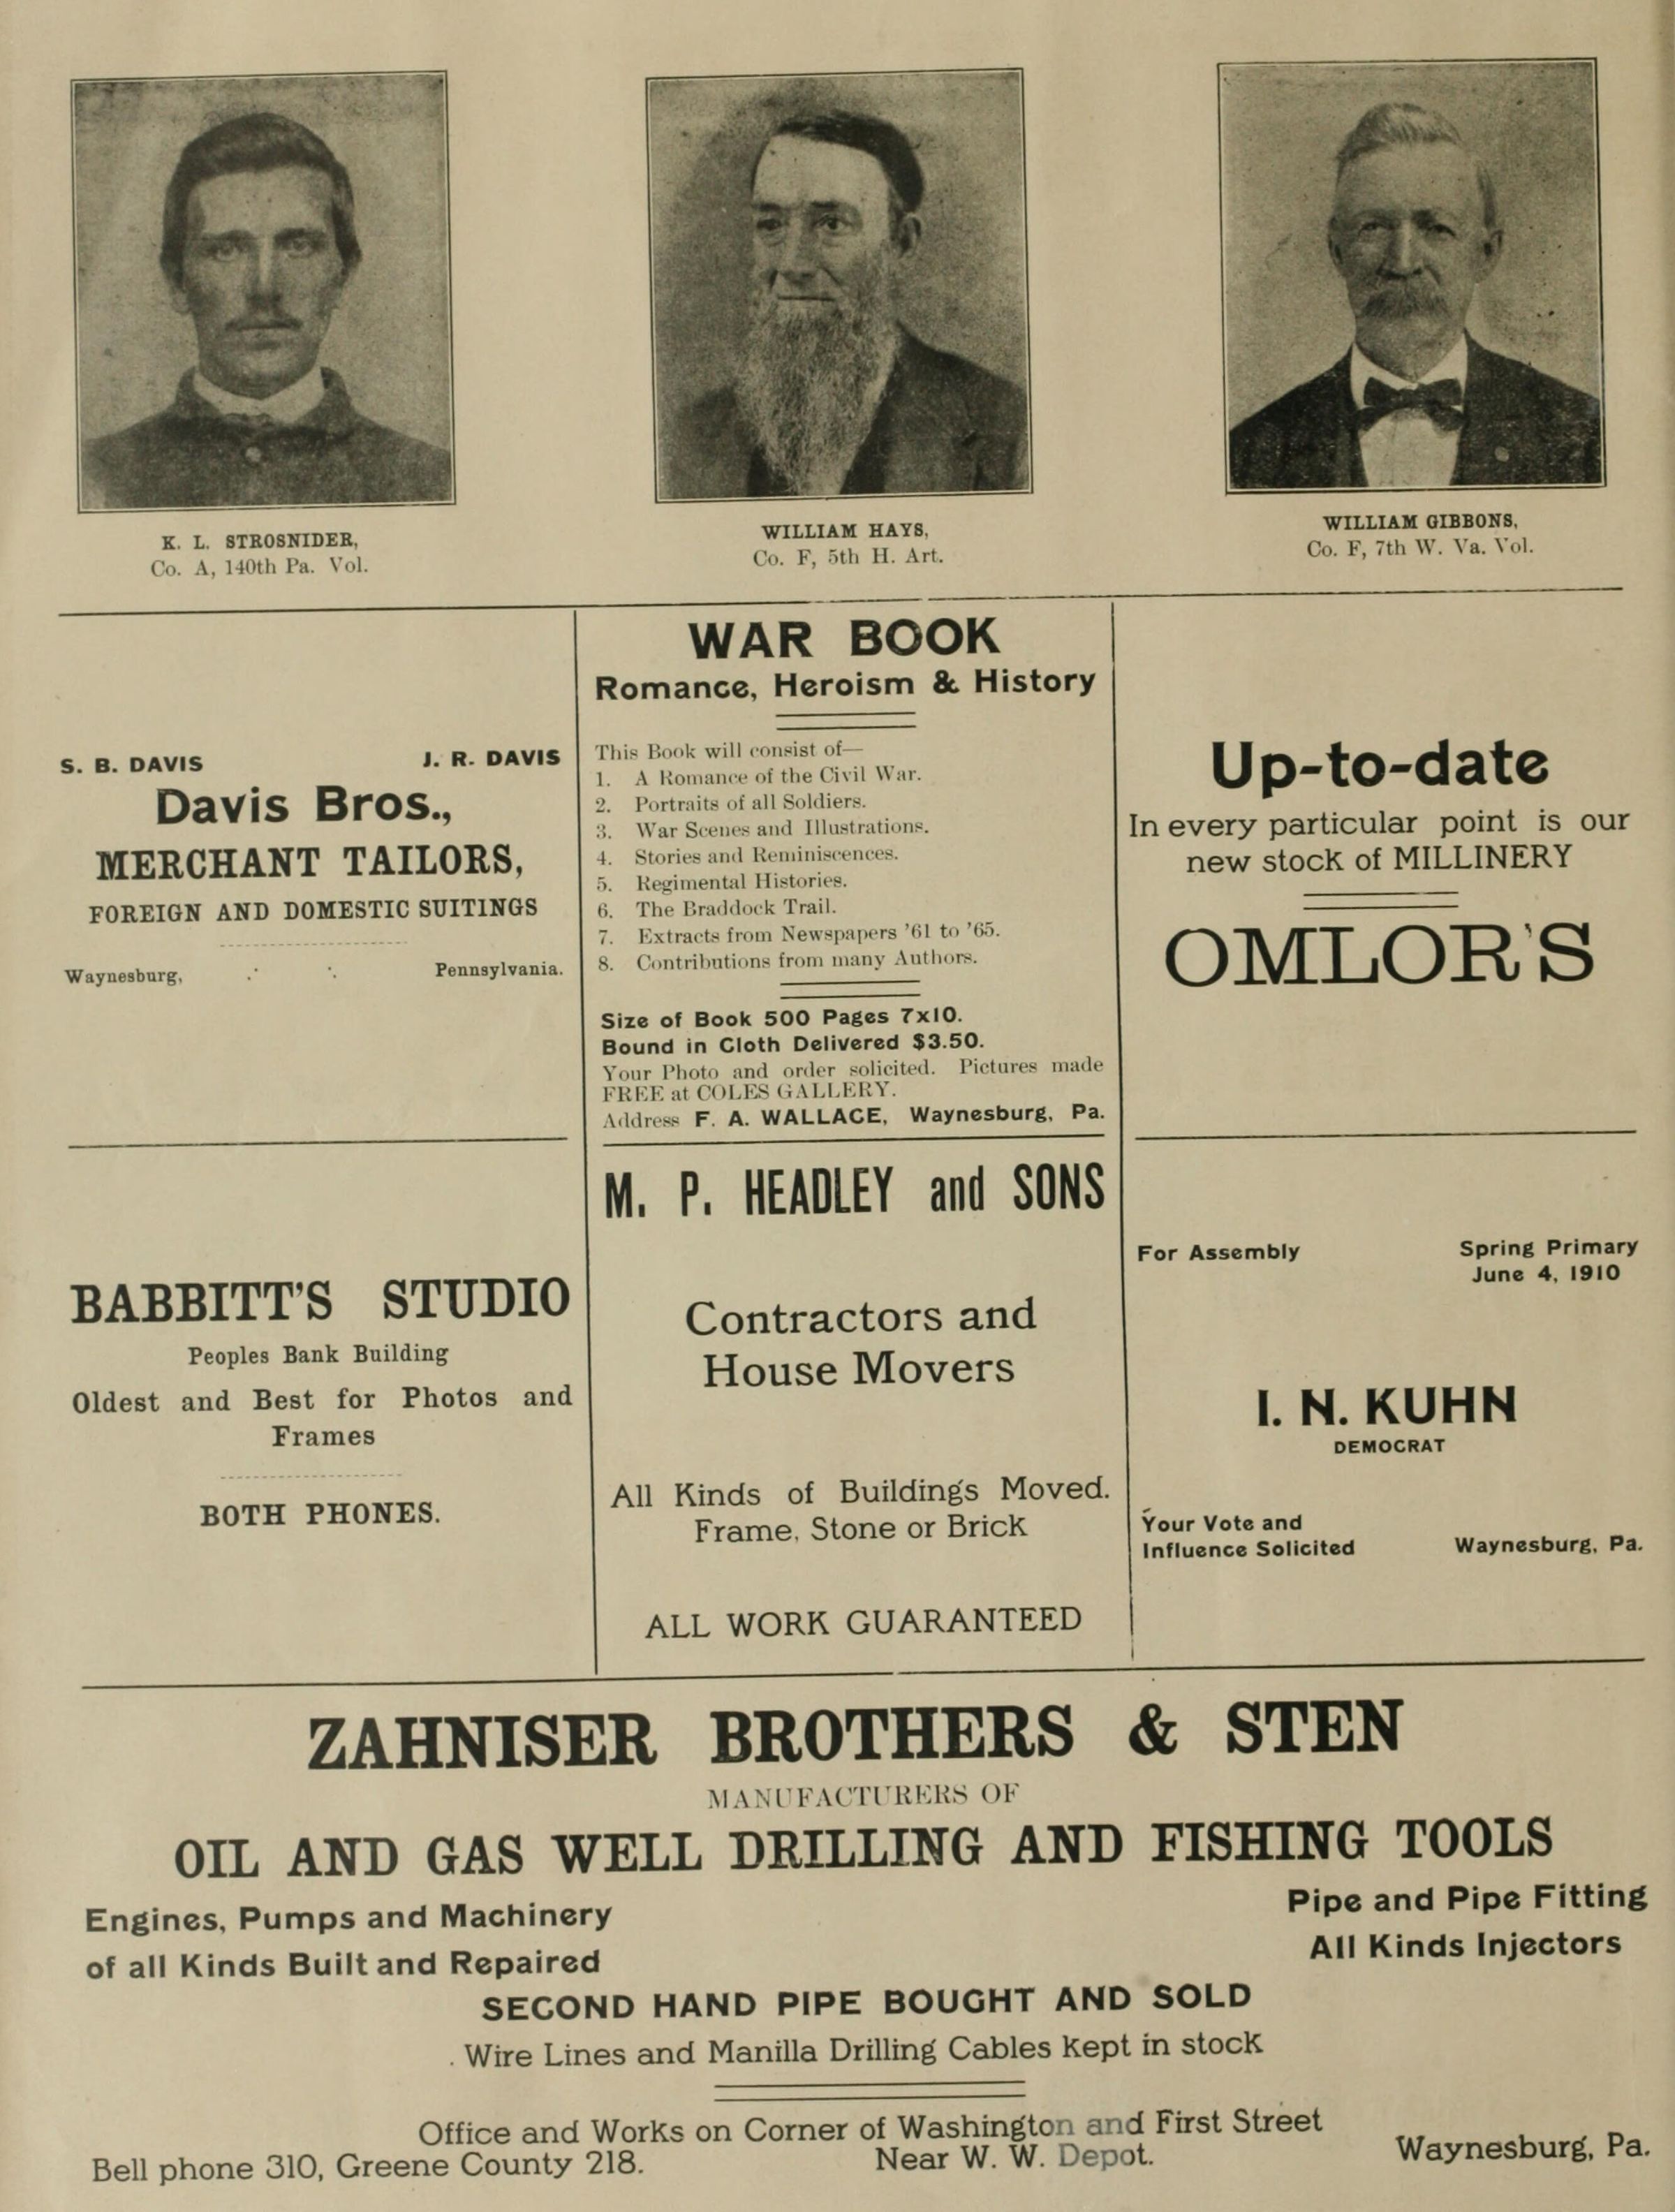 K. L. STROSNIDER,
Co. A, 140th Pa. Vol.
WILLIAM HAYS,
Co. F, 5th H. Art.
WILLIAM GIBBONS,
Co. F, 7th W. Va. Vol.
S. B. DAVIS J. R. DAVIS
Davis Bros.,
MERCHANT TAILORS,
FOREIGN AND DOMESTIC SUITINGS
Waynesburg, Pennsylvania.
WAR BOOK
Romance, Heroism & History
This Book will consist of—
1. A Romance of the Civil War.
2. Portraits of all Soldiers.
3. War Scenes and Illustrations.
4. Stories and Reminiscences.
5. Regimental Histories.
6. The Braddock Trail.
7. Extracts from Newspapers '61 to '65.
8. Contributions from many Authors.
Size of Book 500 Pages 7x10.
Bound in Cloth Delivered $3.50.
Your Photo and order solicited. Pictures made
FREE at COLES GALLERY.
Address F. A. WALLACE, Waynesburg, Pa.
Up-to-date
In every particular point is our
new stock of MILLINERY
OMLOR'S
BABBITT'S STUDIO
Peoples Bank Building
Oldest and Best for Photos and
Frames
BOTH PHONES.
M. P. HEADLEY and SONS
Contractors and
House Movers
All Kinds of Buildings Moved.
Frame, Stone or Brick
ALL WORK GUARANTEED
For Assembly Spring Primary
June 4, 1910
I. N. KUHN
DEMOCRAT
Your Vote and
Influence Solicited Waynesburg, Pa.
ZAHNISER BROTHERS & STEN
MANUFACTURERS OF
OIL AND GAS WELL DRILLING AND FISHING TOOLS
Engines, Pumps and Machinery
of all Kinds Built and Repaired
Pipe and Pipe Fitting
All Kinds Injectors
SECOND HAND PIPE BOUGHT AND SOLD
Wire Lines and Manilla Drilling Cables kept in stock
Office and Works on Corner of Washington and First Street
Bell phone 310, Greene County 218. Near W. W. Depot. Waynesburg, Pa.